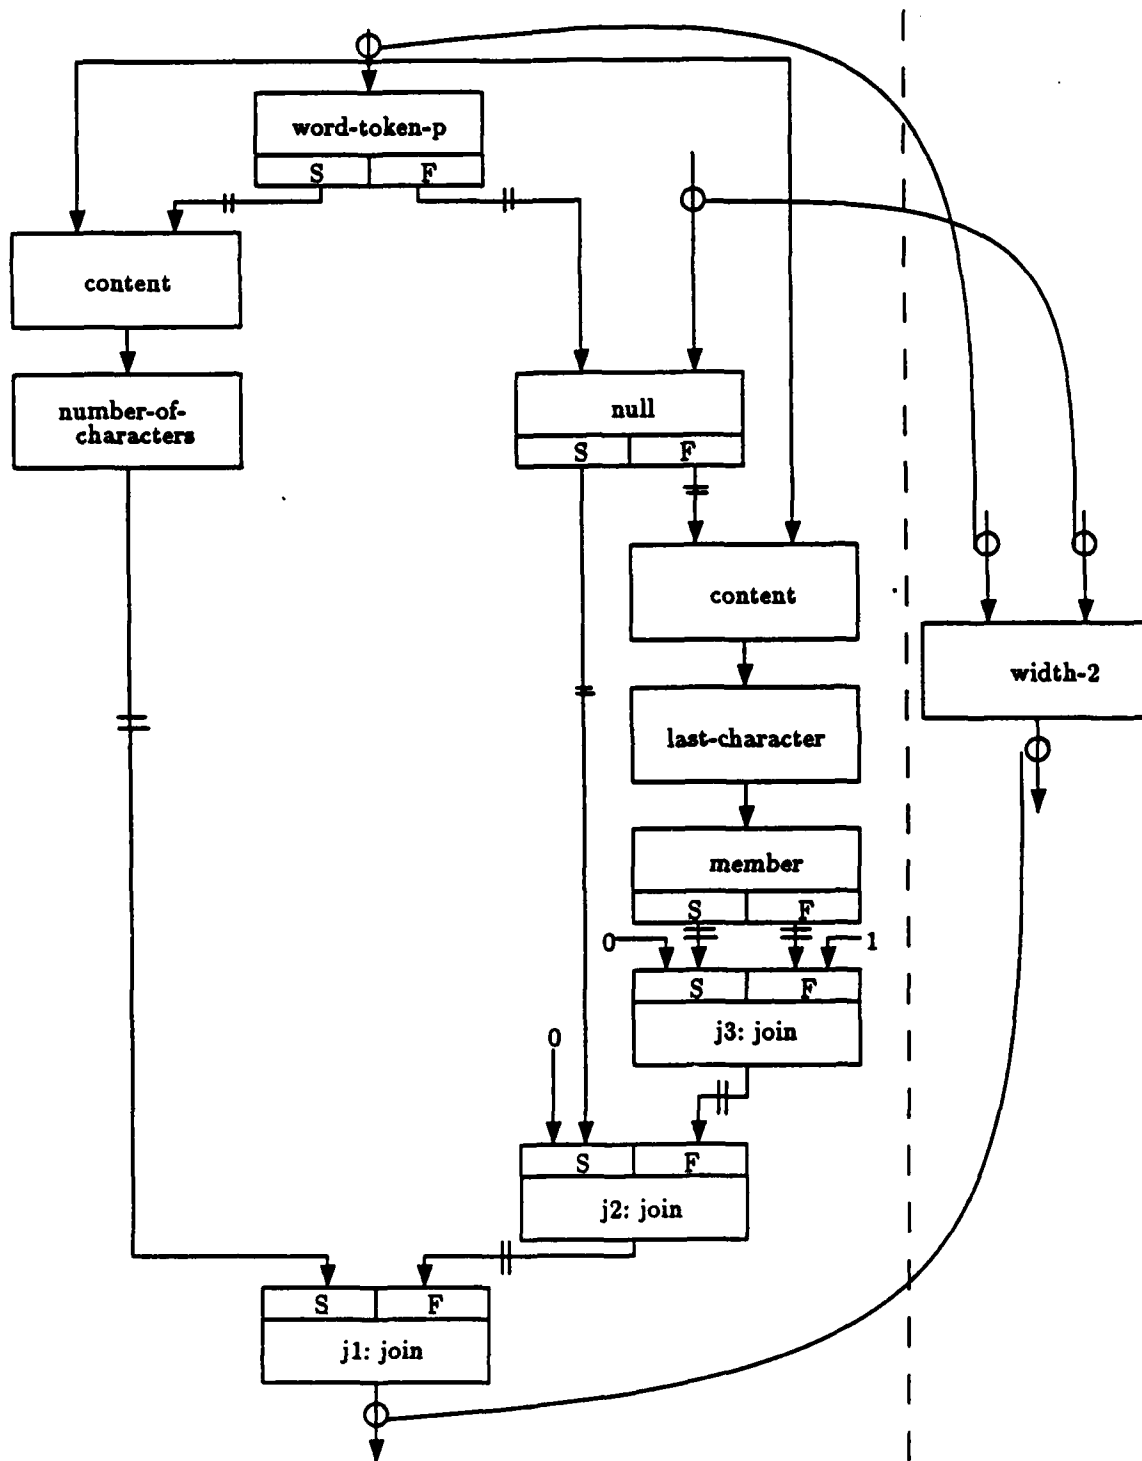 word-token-p
S F
content
number-of-
characters
null
S F
content
width-2
last-character
member
S F
0 1
S F
j3: join
0
S F
j2: join
S F
j1: join